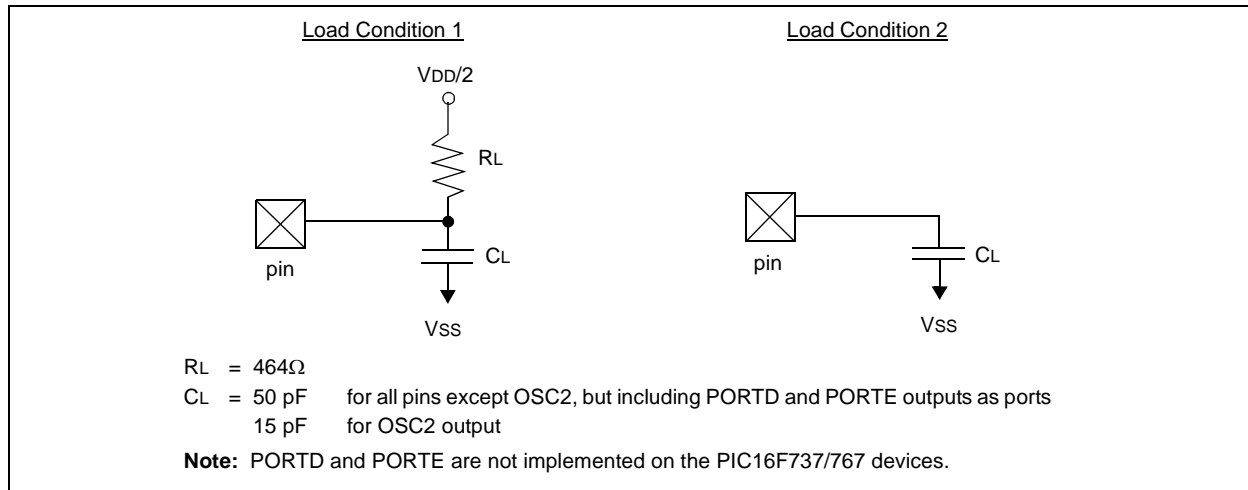 Load Condition 1
Load Condition 2
VDD/2
RL
pin
CL
VSS
pin
CL
VSS
RL = 464Ω
CL = 50 pF for all pins except OSC2, but including PORTD and PORTE outputs as ports
15 pF for OSC2 output
Note: PORTD and PORTE are not implemented on the PIC16F737/767 devices.